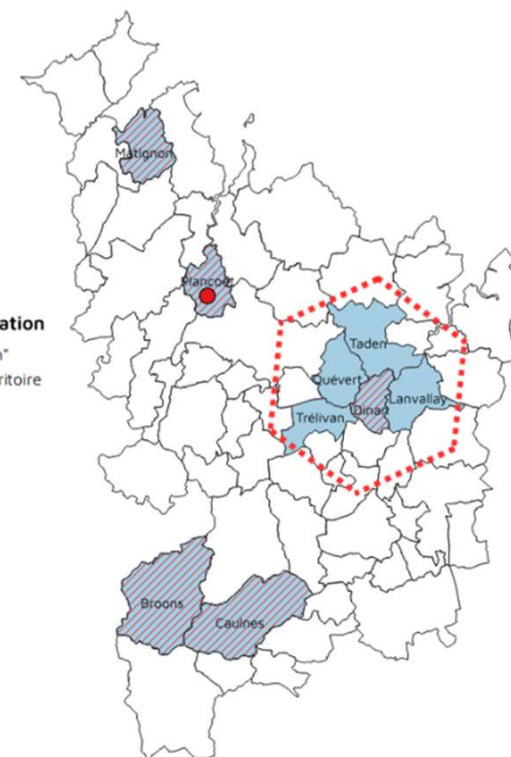 Matignon
Plancoët
ation
n"
ritoire
Taden
Quévert
Lanvallay
Dinan
Trélivan
Broons
Caulnes